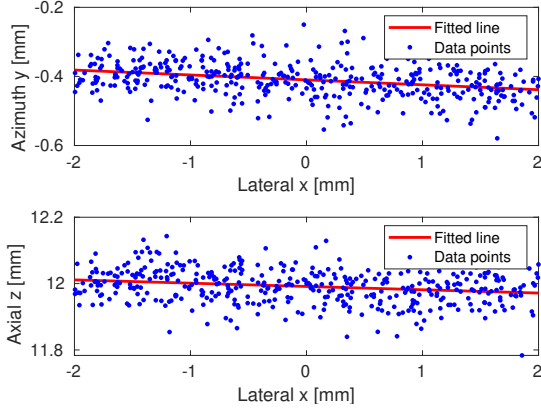 -0.2
-0.4
-0.6
Azimuth y [mm]
Fitted line
Data points
-2 -1 0 1 2
Lateral x [mm]
12.2
12
11.8
Axial z [mm]
Fitted line
Data points
-2 -1 0 1 2
Lateral x [mm]